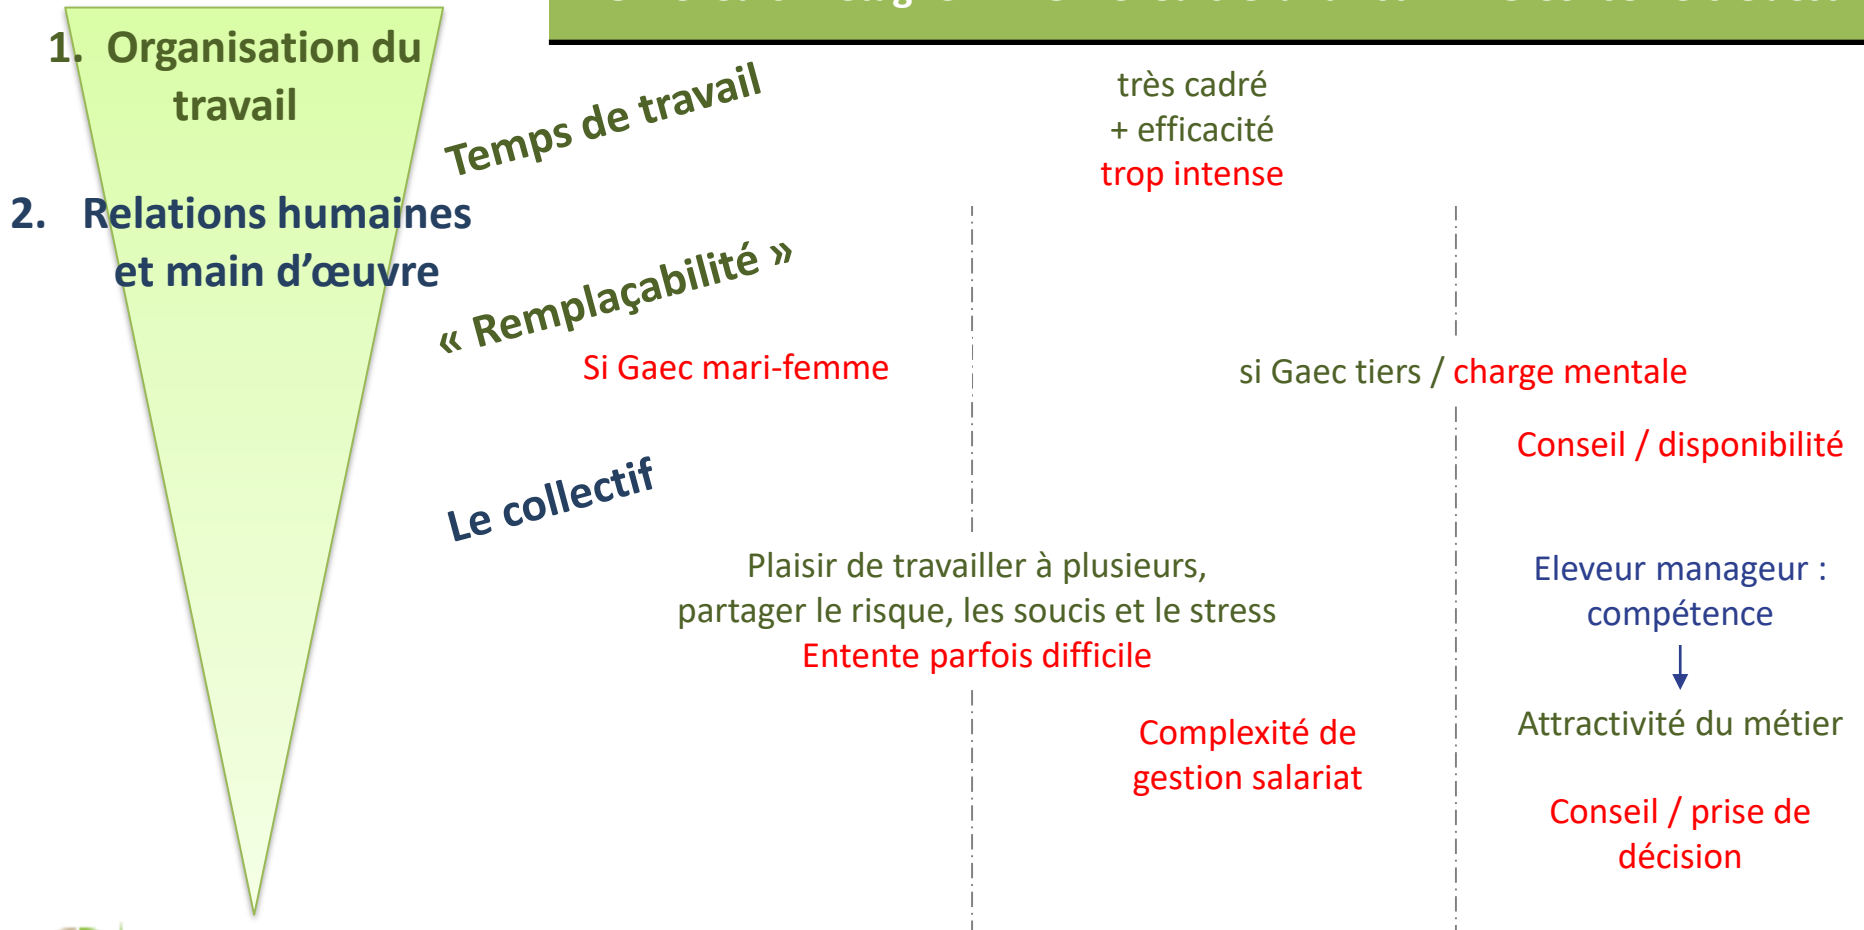 1. Organisation du
travail
2. Relations humaines
et main d’œuvre
Temps de travail
très cadré
+ efficacité
trop intense
« Remplaçabilité »
Si Gaec mari-femme
si Gaec tiers / charge mentale
Conseil / disponibilité
Le collectif
Plaisir de travailler à plusieurs,
partager le risque, les soucis et le stress
Entente parfois difficile
Eleveur manageur :
compétence
Attractivité du métier
Complexité de
gestion salariat
Conseil / prise de
décision